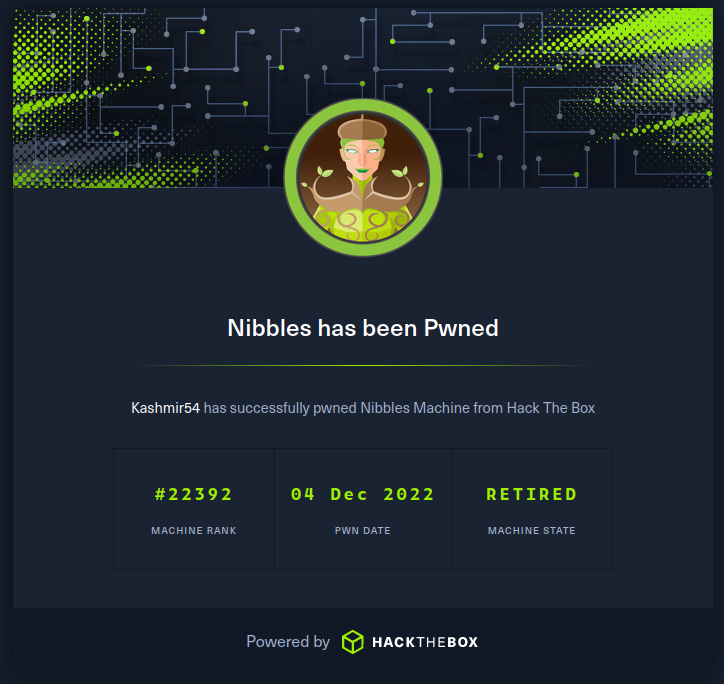 Nibbles has been Pwned
Kashmir54 has successfully pwned Nibbles Machine from Hack The Box
#22392 04 Dec 2022 RETIRED
MACHINE RANK PWN DATE MACHINE STATE
Powered by HACKTHEBOX